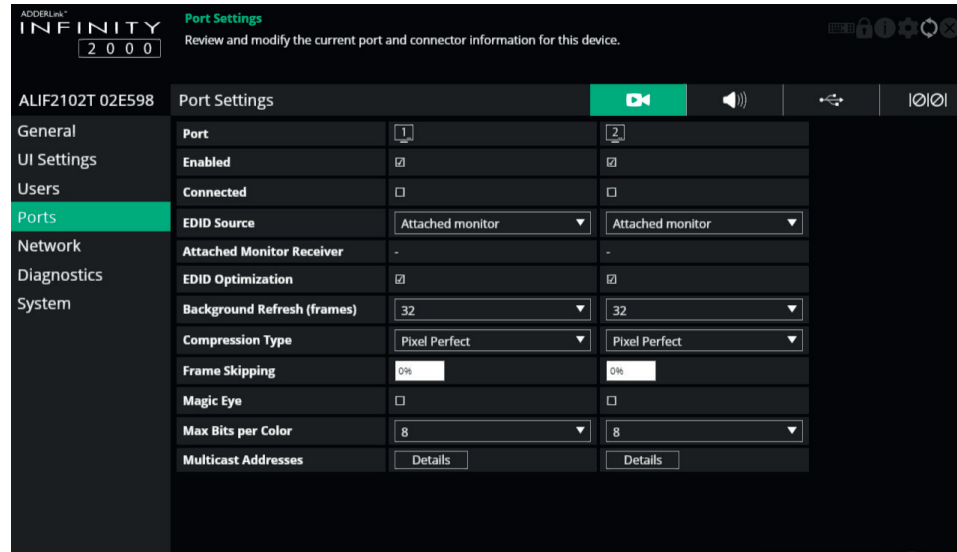 ADDERLink™
INFINITY
2000
Port Settings
Review and modify the current port and connector information for this device.
ALIF2102T 02E598
Port Settings
General
UI Settings
Users
Ports
Network
Diagnostics
System
Port 1 2
Enabled
Connected
EDID Source Attached monitor Attached monitor
Attached Monitor Receiver - -
EDID Optimization
Background Refresh (frames) 32 32
Compression Type Pixel Perfect Pixel Perfect
Frame Skipping 0% 0%
Magic Eye
Max Bits per Color 8 8
Multicast Addresses Details Details